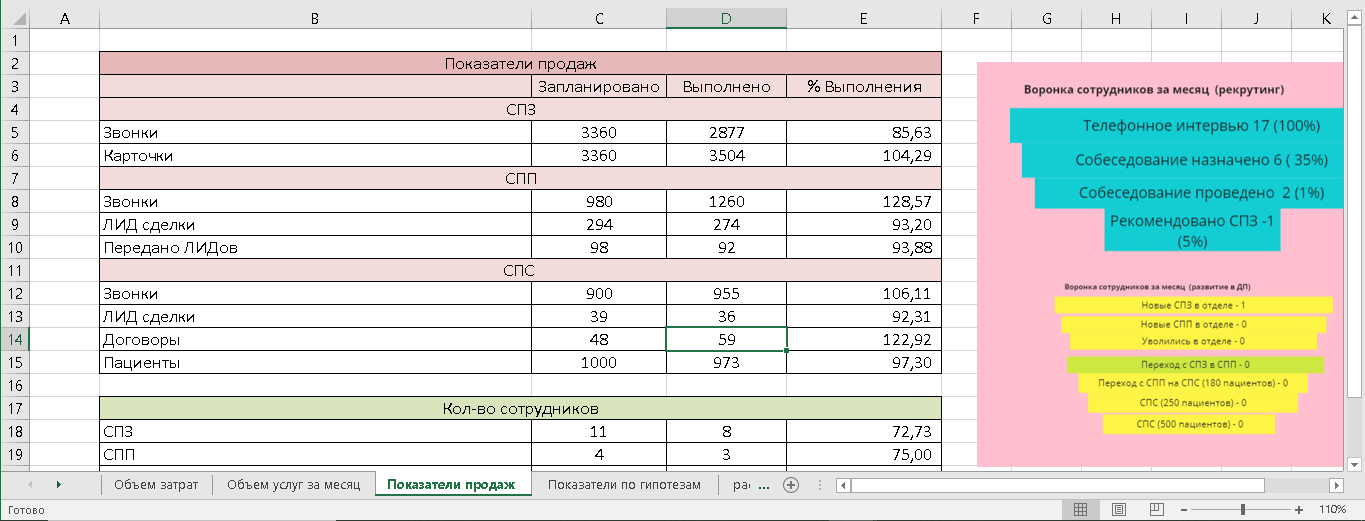 A B C D E F G H I J K
1
2 Показатели продаж
3 Запланировано Выполнено % Выполнения
4 СПЗ
5 Звонки 3360 2877 85,63
6 Карточки 3360 3504 104,29
7 СПП
8 Звонки 980 1260 128,57
9 ЛИД сделки 294 274 93,20
10 Передано ЛИДов 98 92 93,88
11 СПС
12 Звонки 900 955 106,11
13 ЛИД сделки 39 36 92,31
14 Договоры 48 59 122,92
15 Пациенты 1000 973 97,30
16
17 Кол-во сотрудников
18 СПЗ 11 8 72,73
19 СПП 4 3 75,00
Воронка сотрудников за месяц (рекрутинг)
Телефонное интервью 17 (100%)
Собеседование назначено 6 ( 35%)
Собеседование проведено 2 (1%)
Рекомендовано СПЗ -1
(5%)
Воронка сотрудников за месяц (развитие в ДП)
Новые СПЗ в отделе - 1
Новые СПП в отделе - 0
Уволились в отделе - 0
Переход с СПЗ в СПП - 0
Переход с СПП на СПС (180 пациентов) - 0
СПС (250 пациентов) - 0
СПС (500 пациентов) - 0
Объем затрат Объем услуг за месяц Показатели продаж Показатели по гипотезам ра ...
Готово 110%